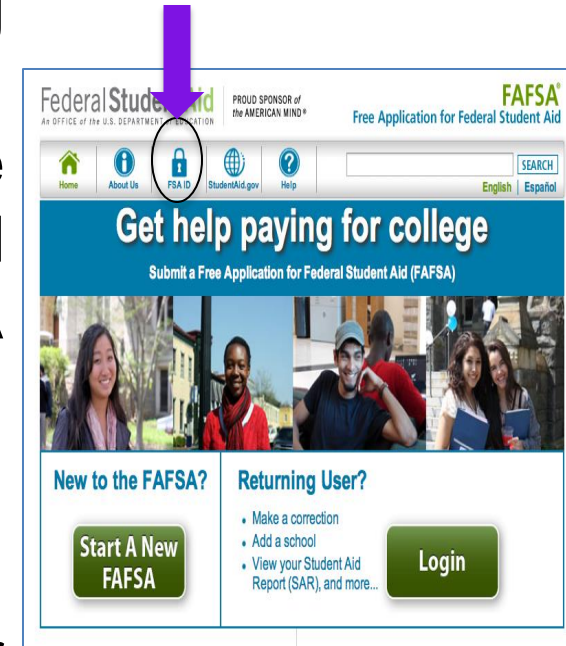 Federal Student Aid
An OFFICE of the U.S. DEPARTMENT of EDUCATION
PROUD SPONSOR of
the AMERICAN MIND®
FAFSA®
Free Application for Federal Student Aid
Home
About Us
FSA ID
StudentAid.gov
Help
SEARCH
English | Español
Get help paying for college
Submit a Free Application for Federal Student Aid (FAFSA)
New to the FAFSA?
Start A New
FAFSA
Returning User?
• Make a correction
• Add a school
• View your Student Aid
Report (SAR), and more...
Login